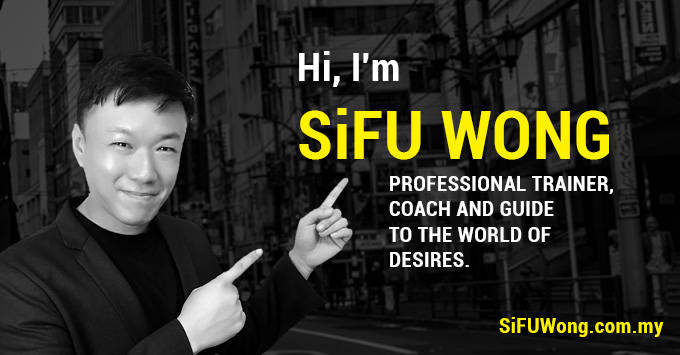 Hi, I'm
SiFU WONG
PROFESSIONAL TRAINER,
COACH AND GUIDE
TO THE WORLD OF
DESIRES.
SiFUWong.com.my